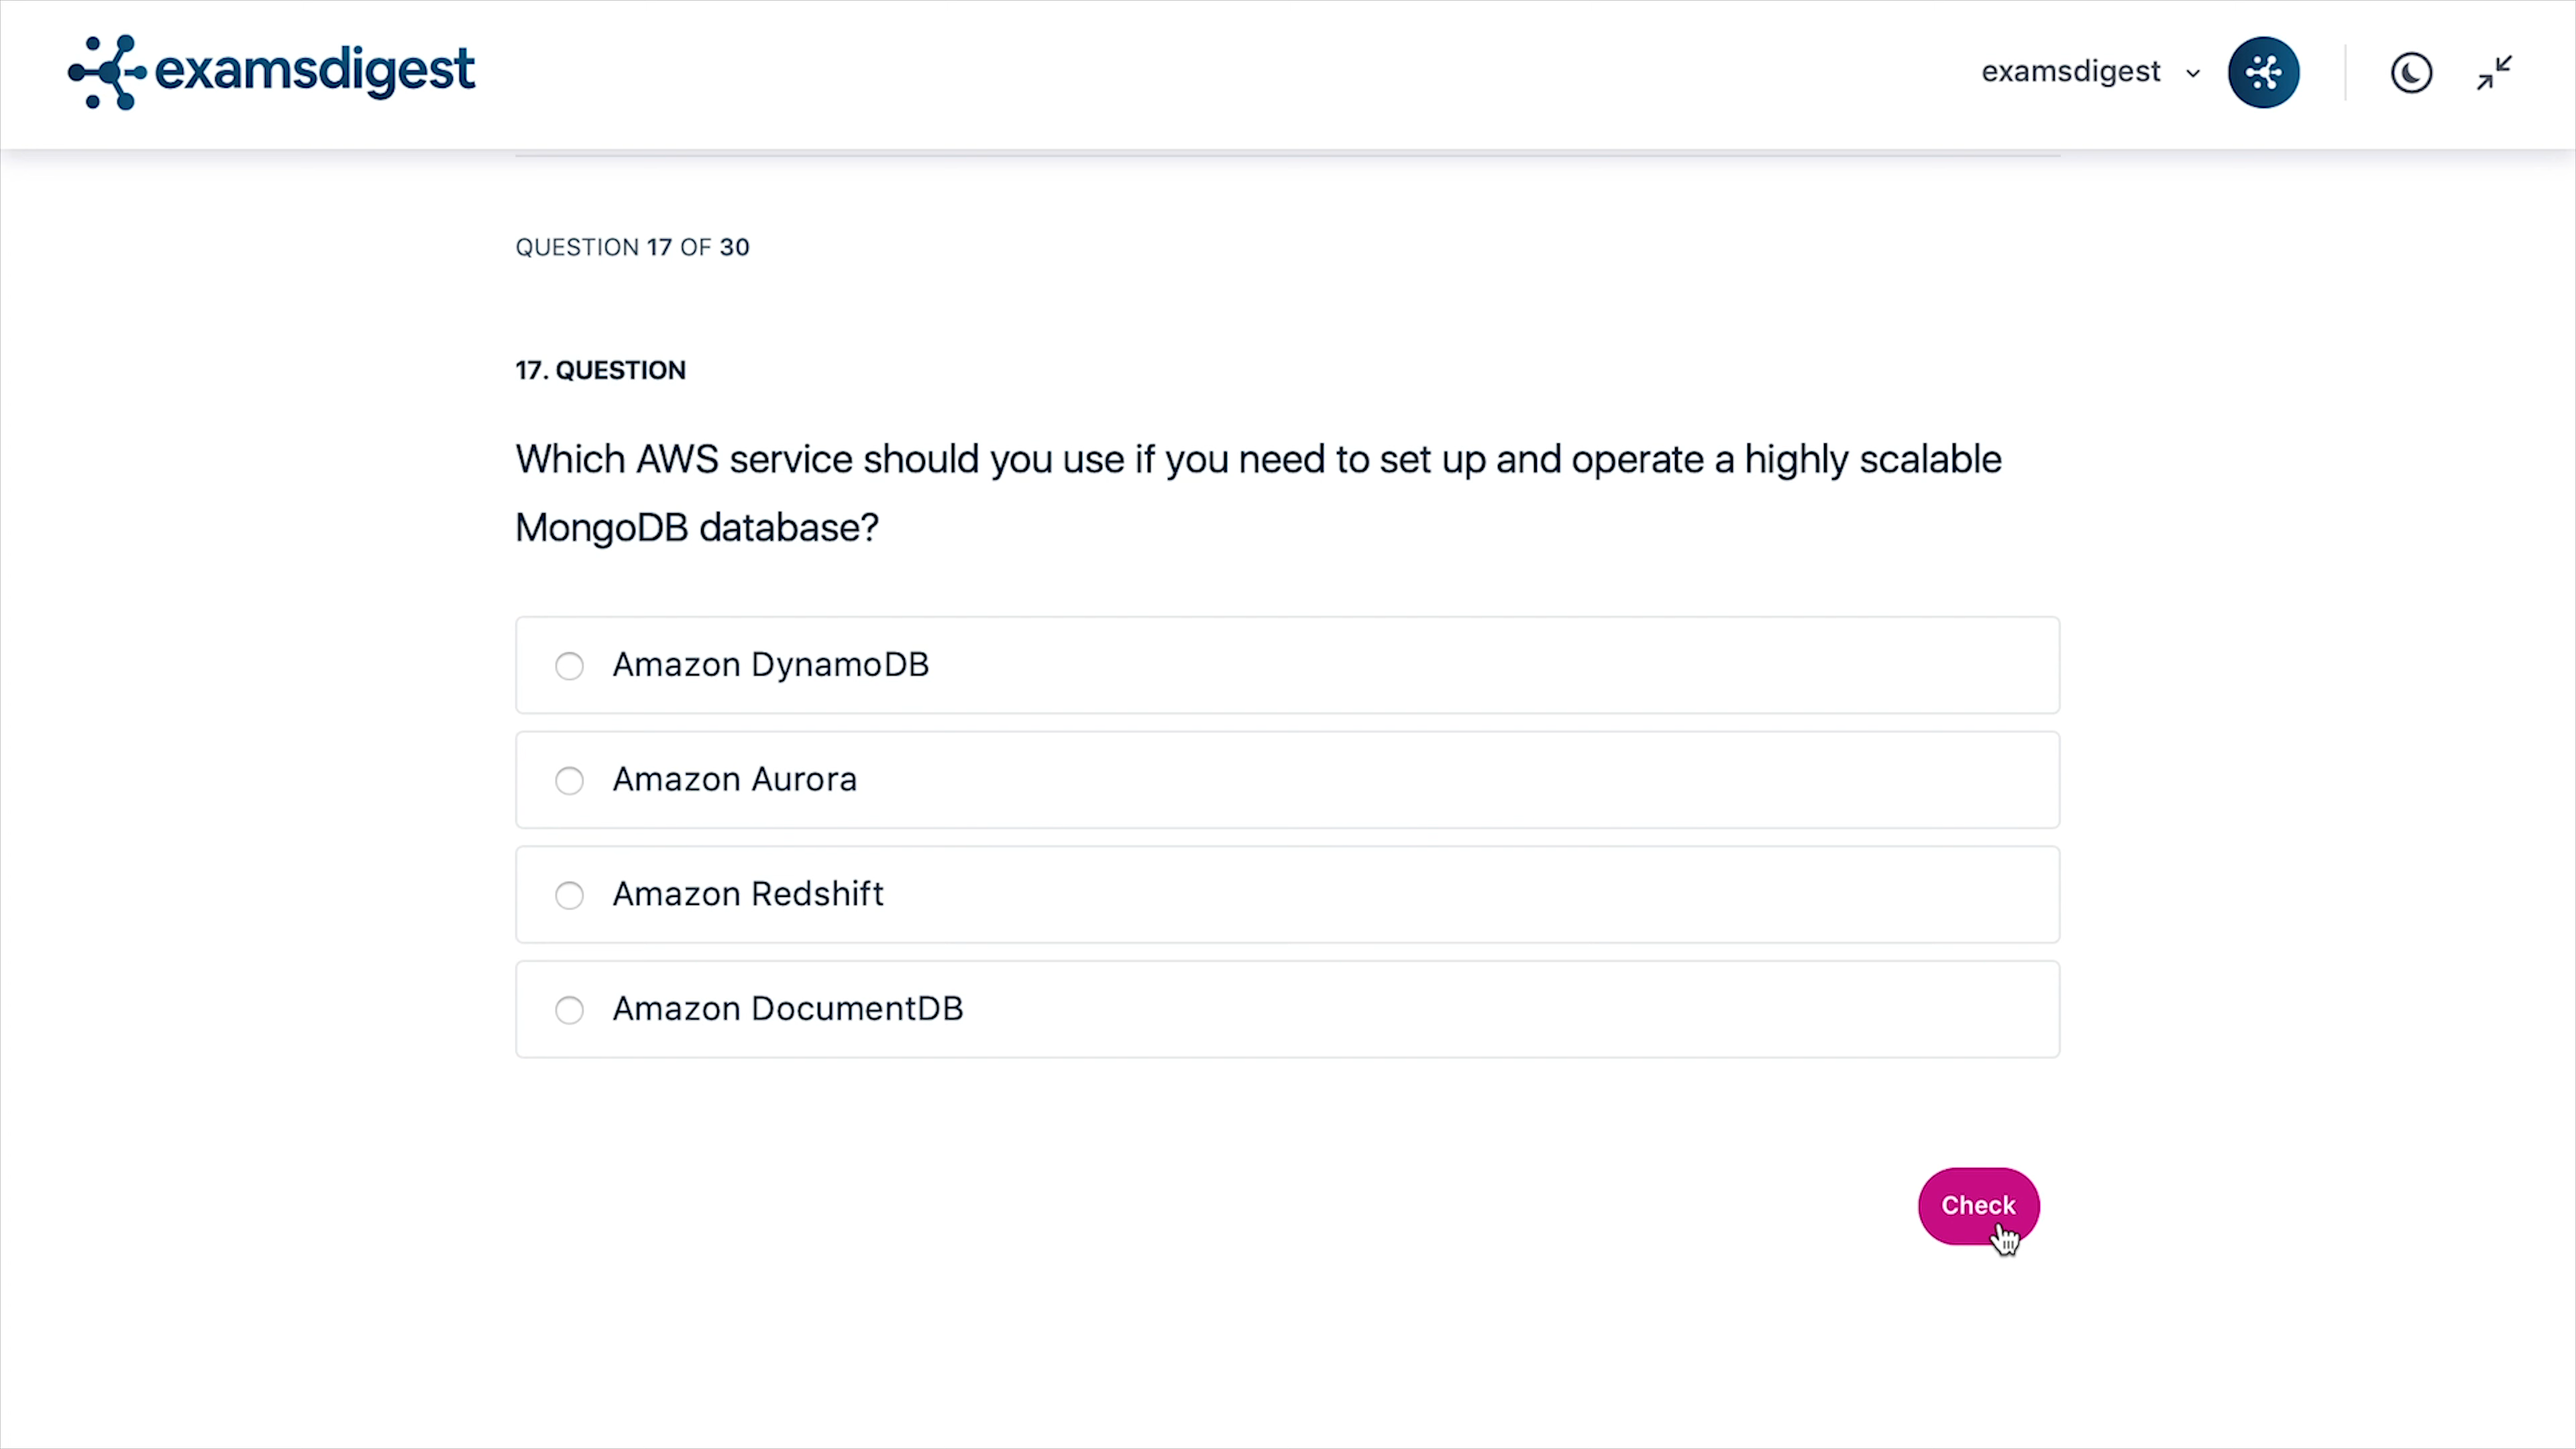 examsdigest
examsdigest
QUESTION 17 OF 30
17. QUESTION
Which AWS service should you use if you need to set up and operate a highly scalable
MongoDB database?
Amazon DynamoDB
Amazon Aurora
Amazon Redshift
Amazon DocumentDB
Check